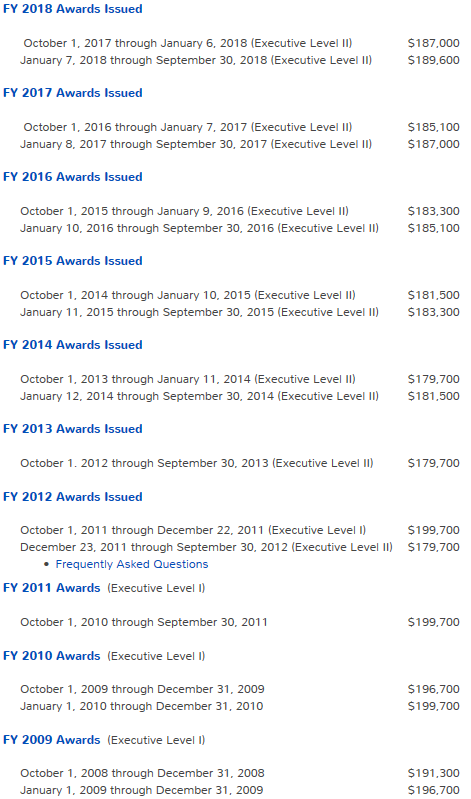 FY 2018 Awards Issued
October 1, 2017 through January 6, 2018 (Executive Level II) $187,000
January 7, 2018 through September 30, 2018 (Executive Level II) $189,600
FY 2017 Awards Issued
October 1, 2016 through January 7, 2017 (Executive Level II) $185,100
January 8, 2017 through September 30, 2017 (Executive Level II) $187,000
FY 2016 Awards Issued
October 1, 2015 through January 9, 2016 (Executive Level II) $183,300
January 10, 2016 through September 30, 2016 (Executive Level II) $185,100
FY 2015 Awards Issued
October 1, 2014 through January 10, 2015 (Executive Level II) $181,500
January 11, 2015 through September 30, 2015 (Executive Level II) $183,300
FY 2014 Awards Issued
October 1, 2013 through January 11, 2014 (Executive Level II) $179,700
January 12, 2014 through September 30, 2014 (Executive Level II) $181,500
FY 2013 Awards Issued
October 1. 2012 through September 30, 2013 (Executive Level II) $179,700
FY 2012 Awards Issued
October 1, 2011 through December 22, 2011 (Executive Level I) $199,700
December 23, 2011 through September 30, 2012 (Executive Level II) $179,700
• Frequently Asked Questions
FY 2011 Awards (Executive Level I)
October 1, 2010 through September 30, 2011 $199,700
FY 2010 Awards (Executive Level I)
October 1, 2009 through December 31, 2009 $196,700
January 1, 2010 through December 31, 2010 $199,700
FY 2009 Awards (Executive Level I)
October 1, 2008 through December 31, 2008 $191,300
January 1, 2009 through December 31, 2009 $196,700